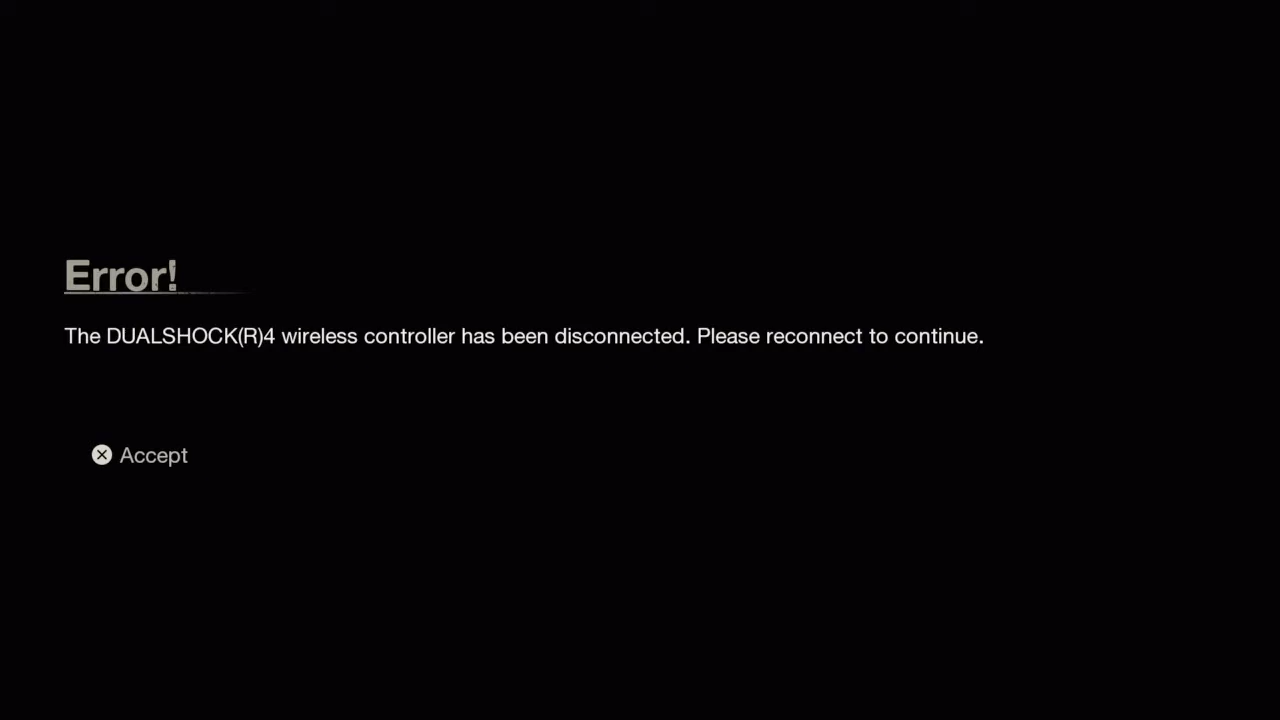 Error!
The DUALSHOCK(R)4 wireless controller has been disconnected. Please reconnect to continue.
Accept